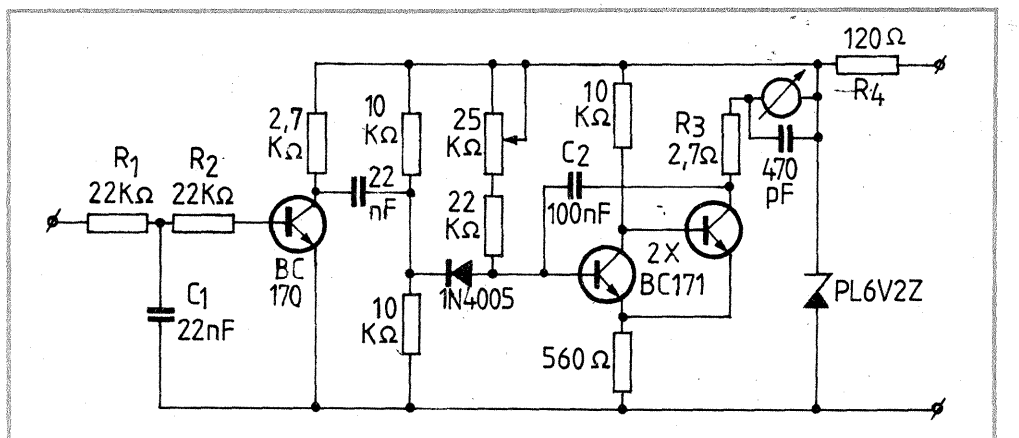 120 Ω
R4
2,7
KΩ
10
KΩ
25
KΩ
10
KΩ
R3
2,7Ω
470
pF
R1
22KΩ
R2
22KΩ
22
nF
22
KΩ
C2
100nF
BC
170
1N4005
2X
BC171
PL6V2Z
C1
22nF
10
KΩ
560 Ω